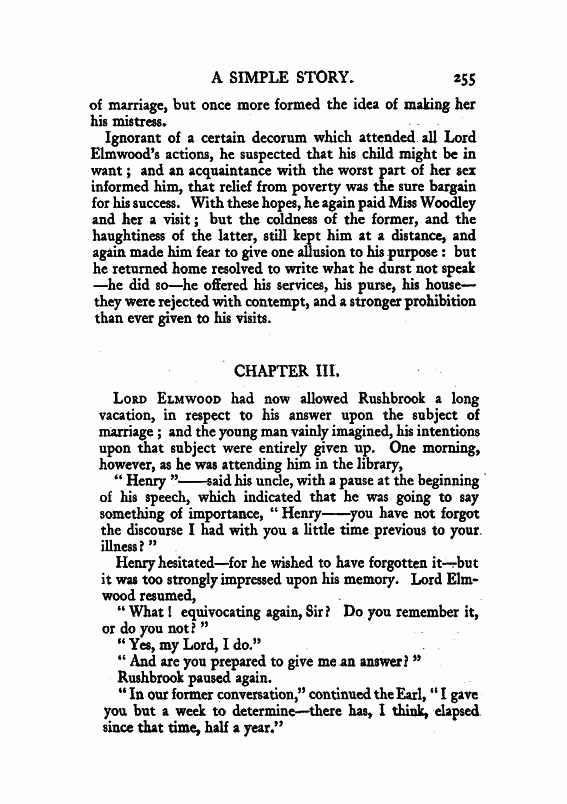 A SIMPLE STORY. 255
of marriage, but once more formed the idea of making her
his mistress.
Ignorant of a certain decorum which attended all Lord
Elmwood's actions, he suspected that his child might be in
want; and an acquaintance with the worst part of her sex
informed him, that relief from poverty was the sure bargain
for his success. With these hopes, he again paid Miss Woodley
and her a visit; but the coldness of the former, and the
haughtiness of the latter, still kept him at a distance, and
again made him fear to give one allusion to his purpose: but
he returned home resolved to write what he durst not speak
—he did so—he offered his services, his purse, his house—
they were rejected with contempt, and a stronger prohibition
than ever given to his visits.
CHAPTER III.
LORD ELMWOOD had now allowed Rushbrook a long
vacation, in respect to his answer upon the subject of
marriage; and the young man vainly imagined, his intentions
upon that subject were entirely given up. One morning,
however, as he was attending him in the library,
"Henry"——said his uncle, with a pause at the beginning
of his speech, which indicated that he was going to say
something of importance, "Henry——you have not forgot
the discourse I had with you a little time previous to your
illness?"
Henry hesitated—for he wished to have forgotten it—but
it was too strongly impressed upon his memory. Lord Elm-
wood resumed,
"What! equivocating again, Sir? Do you remember it,
or do you not?"
"Yes, my Lord, I do."
"And are you prepared to give me an answer?"
Rushbrook paused again.
"In our former conversation," continued the Earl, "I gave
you but a week to determine—there has, I think, elapsed
since that time, half a year."